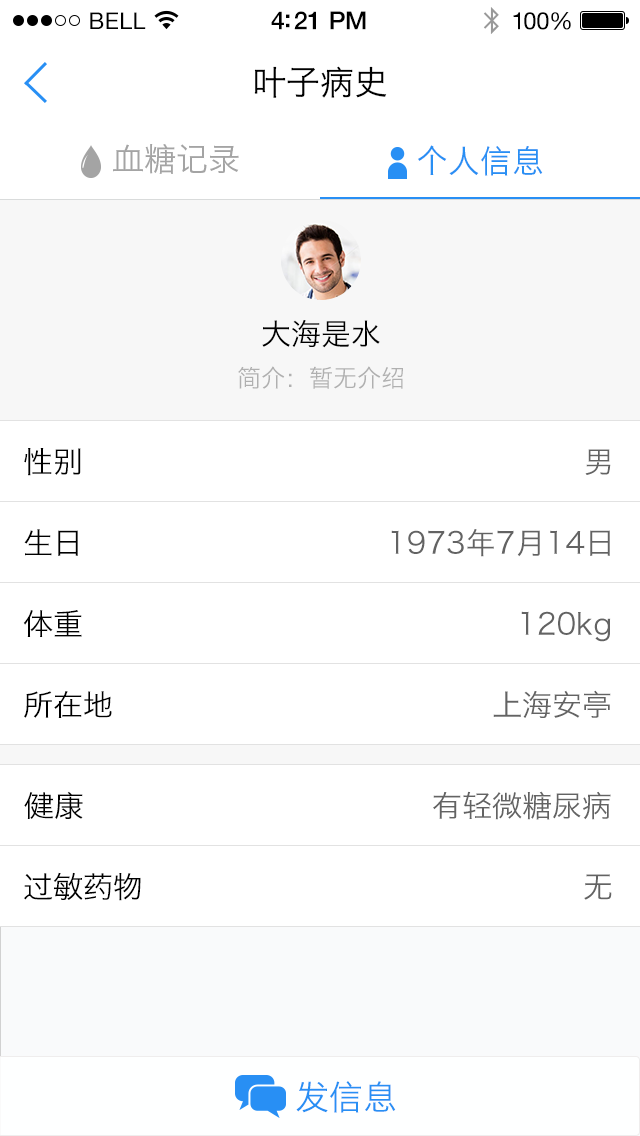 BELL 4:21 PM 100%
叶子病史
血糖记录 个人信息
大海是水
简介：暂无介绍
性别 男
生日 1973年7月14日
体重 120kg
所在地 上海安亭
健康 有轻微糖尿病
过敏药物 无
发信息